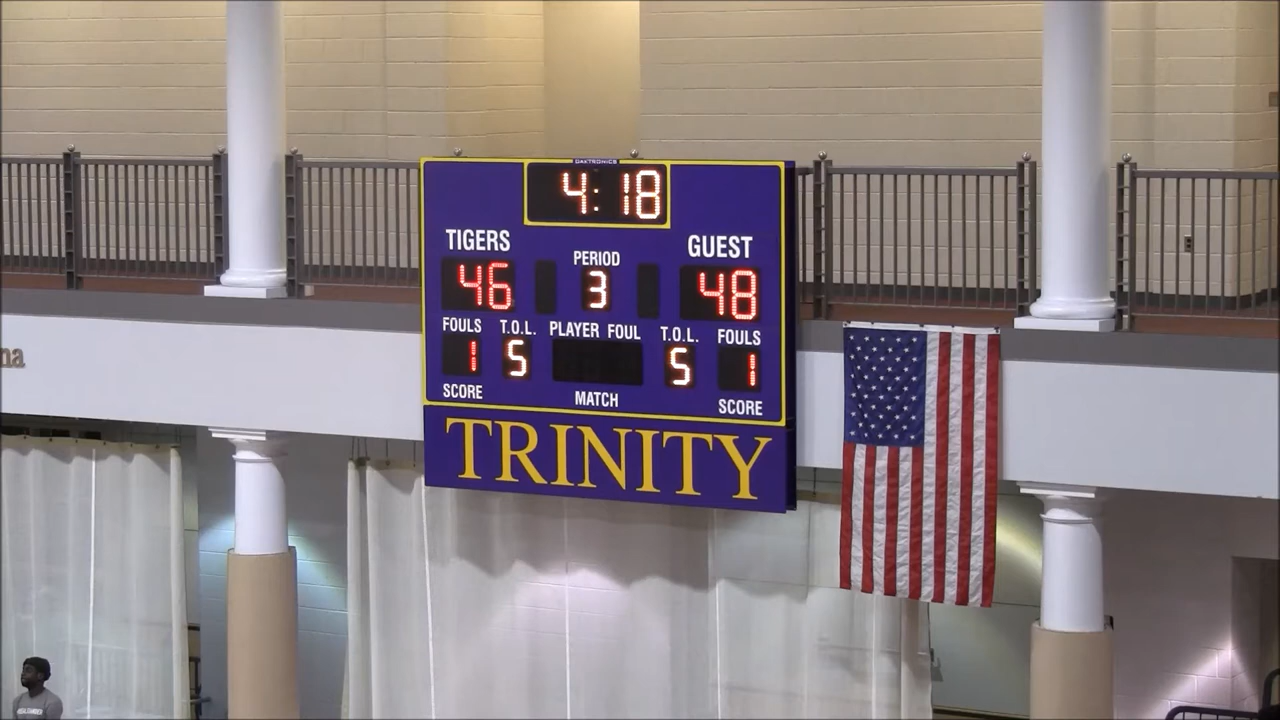 DAKTRONICS
4:18
TIGERS GUEST
PERIOD
46 3 48
FOULS T.O.L. PLAYER FOUL T.O.L. FOULS
1 5 5 1
SCORE MATCH SCORE
TRINITY
na